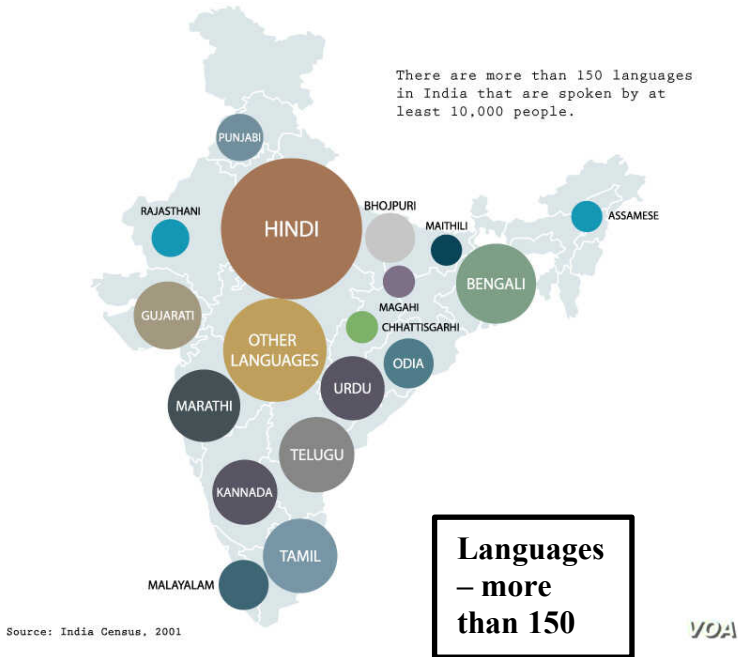 There are more than 150 languages
in India that are spoken by at
least 10,000 people.
PUNJABI
RAJASTHANI
HINDI
BHOJPURI
MAITHILI
ASSAMESE
BENGALI
MAGAHI
GUJARATI
CHHATTISGARHI
OTHER
LANGUAGES
ODIA
URDU
MARATHI
TELUGU
KANNADA
TAMIL
MALAYALAM
Languages
– more
than 150
Source: India Census, 2001
VOA